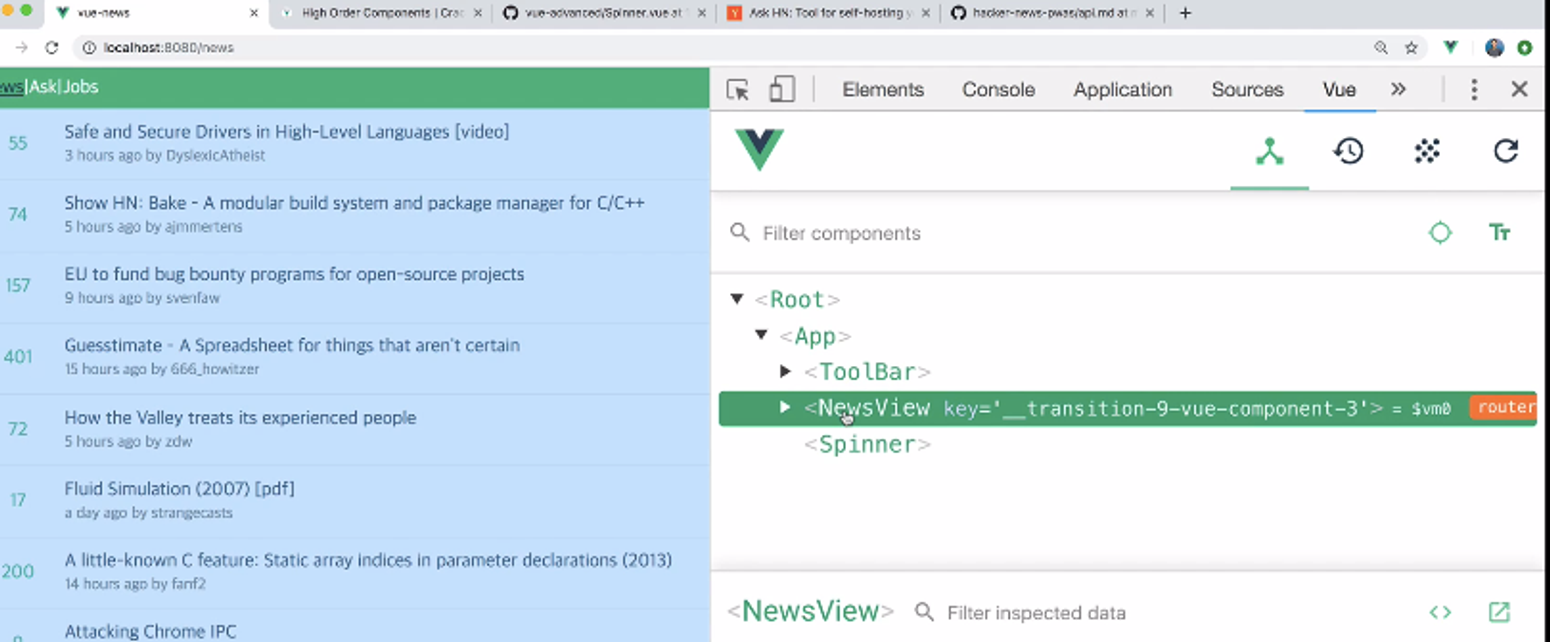 vue-news
High Order Components | Crac
vue-advanced/Spinner.vue at
Ask HN: Tool for self-hosting y
hacker-news-pwas/api.md at m
localhost:8080/news
ews|Ask|Jobs
Elements Console Application Sources Vue
55
Safe and Secure Drivers in High-Level Languages [video]
3 hours ago by DyslexicAtheist
74
Show HN: Bake - A modular build system and package manager for C/C++
5 hours ago by ajmmertens
157
EU to fund bug bounty programs for open-source projects
9 hours ago by svenfaw
401
Guesstimate - A Spreadsheet for things that aren't certain
15 hours ago by 666_howitzer
72
How the Valley treats its experienced people
5 hours ago by zdw
17
Fluid Simulation (2007) [pdf]
a day ago by strangecasts
200
A little-known C feature: Static array indices in parameter declarations (2013)
14 hours ago by fanf2
Attacking Chrome IPC
Filter components
Tт
<Root>
<App>
<ToolBar>
<NewsView key='__transition-9-vue-component-3'> = $vm0 router
<Spinner>
<NewsView> Filter inspected data